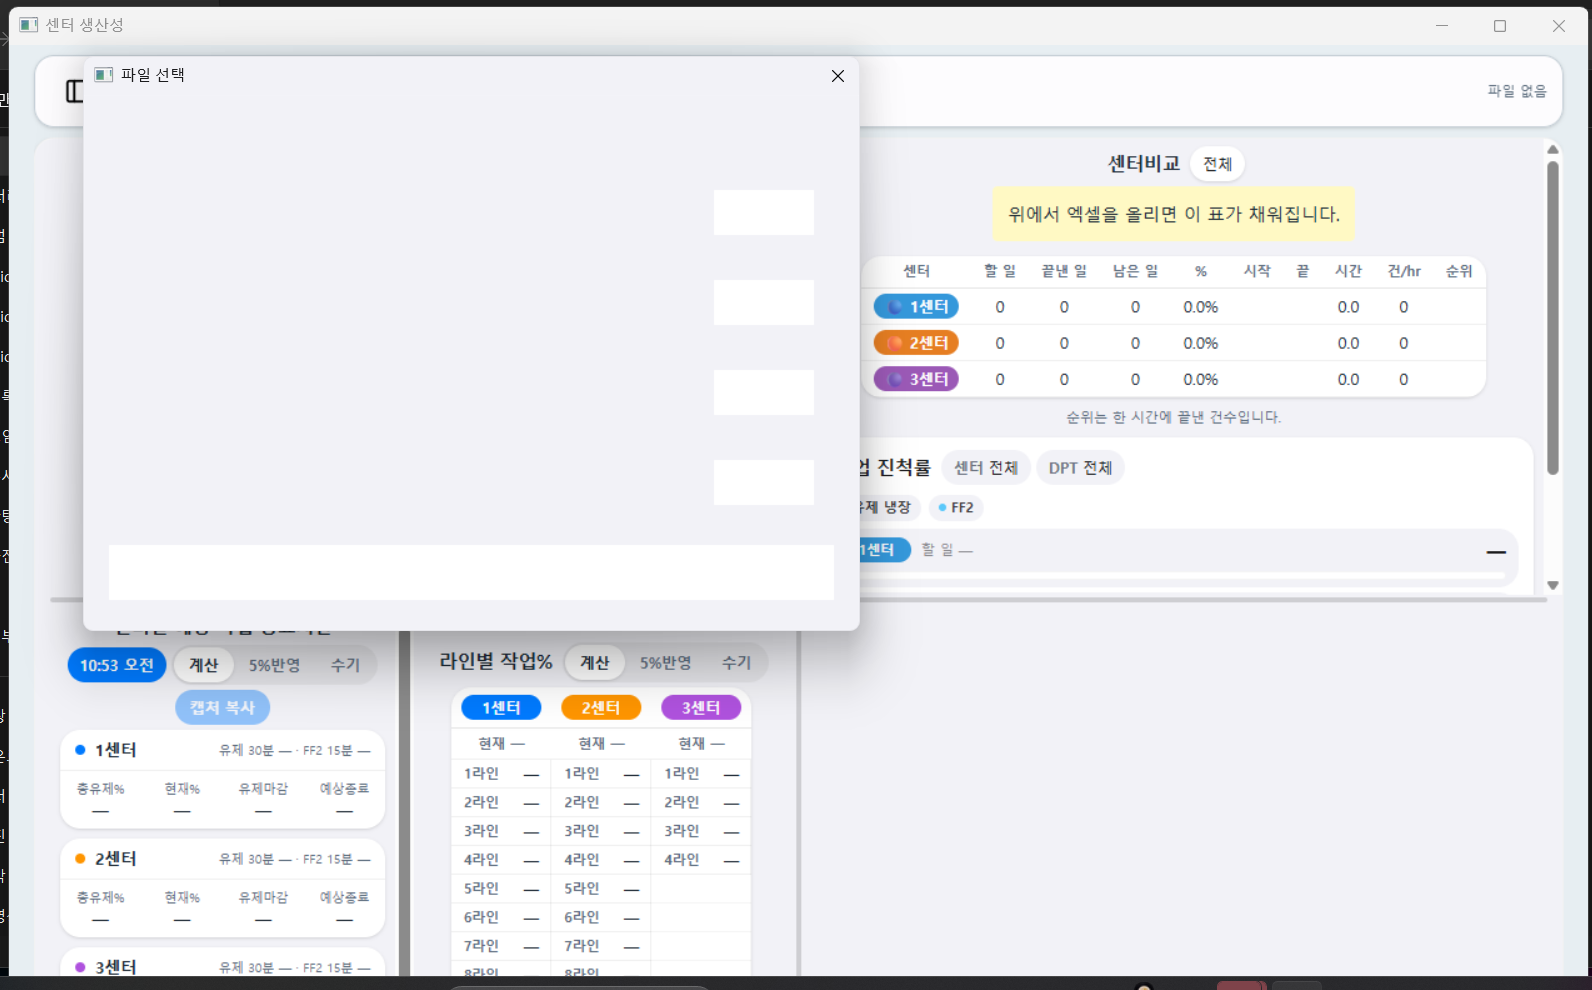 센터 생산성
파일 선택
파일 없음
센터비교 전체
위에서 엑셀을 올리면 이 표가 채워집니다.
센터 할 일 끝낸 일 남은 일 % 시작 끝 시간 건/hr 순위
1센터 0 0 0 0.0% 0.0 0
2센터 0 0 0 0.0% 0.0 0
3센터 0 0 0 0.0% 0.0 0
순위는 한 시간에 끝낸 건수입니다.
진척률 센터 전체 DPT 전체
냉장 FF2
1센터 할 일 —
10:53 오전 계산 5%반영 수기
캡처 복사
1센터 유제 30분 — · FF2 15분 —
총유제% 현재% 유제마감 예상종료
— — — —
2센터 유제 30분 — · FF2 15분 —
총유제% 현재% 유제마감 예상종료
— — — —
3센터 유제 30분 — · FF2 15분 —
라인별 작업% 계산 5%반영 수기
1센터 2센터 3센터
현재 — 현재 — 현재 —
1라인 — 1라인 — 1라인 —
2라인 — 2라인 — 2라인 —
3라인 — 3라인 — 3라인 —
4라인 — 4라인 — 4라인 —
5라인 — 5라인 —
6라인 — 6라인 —
7라인 — 7라인 —
8라인 — 8라인 —